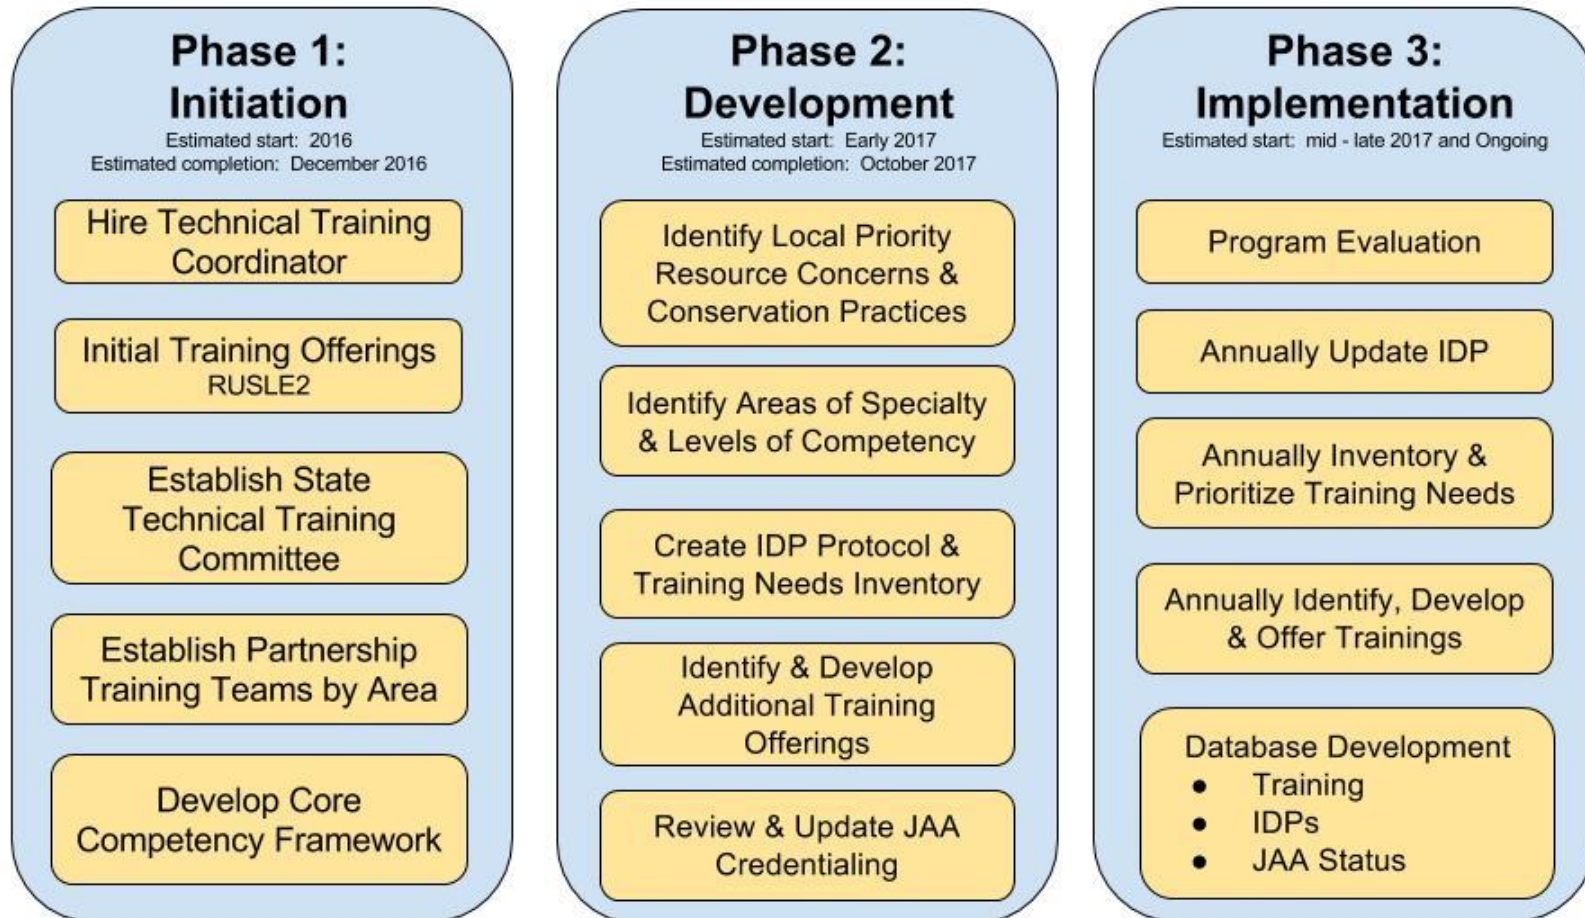 Phase 1:
Initiation
Estimated start: 2016
Estimated completion: December 2016
Hire Technical Training
Coordinator
Initial Training Offerings
RUSLE2
Establish State
Technical Training
Committee
Establish Partnership
Training Teams by Area
Develop Core
Competency Framework
Phase 2:
Development
Estimated start: Early 2017
Estimated completion: October 2017
Identify Local Priority
Resource Concerns &
Conservation Practices
Identify Areas of Specialty
& Levels of Competency
Create IDP Protocol &
Training Needs Inventory
Identify & Develop
Additional Training
Offerings
Review & Update JAA
Credentialing
Phase 3:
Implementation
Estimated start: mid - late 2017 and Ongoing
Program Evaluation
Annually Update IDP
Annually Inventory &
Prioritize Training Needs
Annually Identify, Develop
& Offer Trainings
Database Development
● Training
● IDPs
● JAA Status